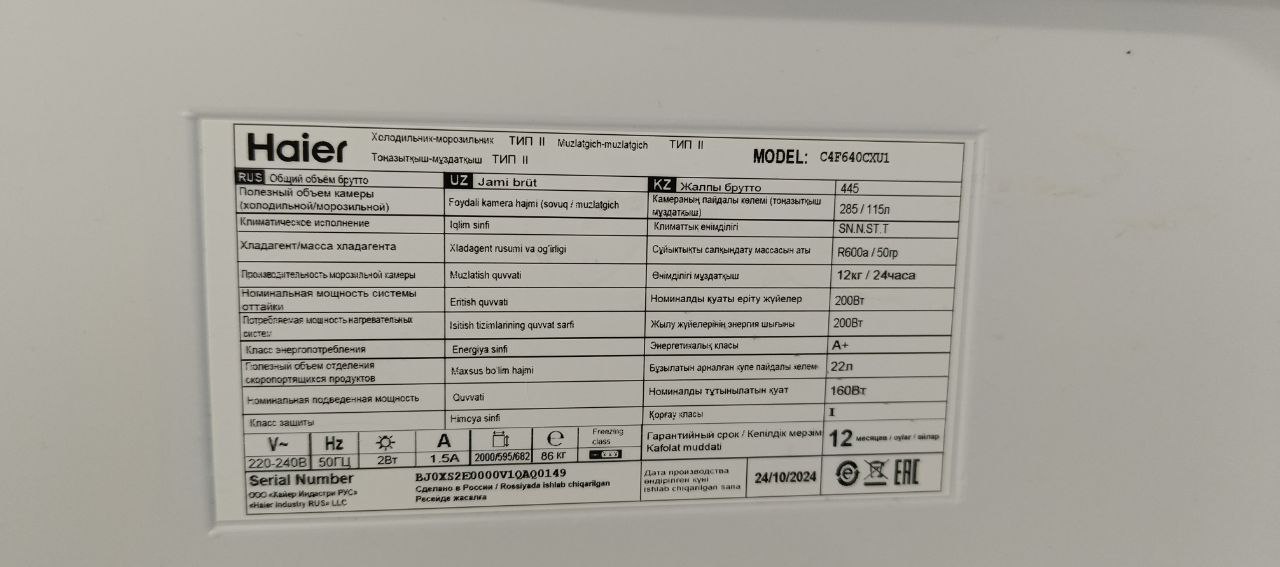 Haier
Холодильник-морозильник ТИП II Muzlatgich-muzlatgich ТИП II
Тоңазытқыш-мұздатқыш ТИП II
MODEL: C4F640CXU1
RUS Общий объём брутто UZ Jami brüt KZ Жалпы брутто 445
Полезный объем камеры (холодильной/морозильной) Foydali kamera hajmi (sovuq / muzlatgich Камераның пайдалы көлемі (тоңазытқыш мұздатқыш) 285 / 115л
Климатическое исполнение Iqlim sinfi Климаттық өнімділігі SN.N.ST.T
Хладагент/масса хладагента Xladagent rusumi va og'irligi Сұйықтықты салқындату массасын аты R600a / 50гр
Производительность морозильной камеры Muzlatish quvvati Өнімділігі мұздатқыш 12кг / 24часа
Номинальная мощность системы оттайки Eritish quvvati Номиналды қуаты еріту жүйелер 200Вт
Потребляемая мощность нагревательных систем Isitish tizimlarining quvvat sarfi Жылу жүйелерінің энергия шығыны 200Вт
Класс энергопотребления Energiya sinfi Энергетикалық класы A+
Полезный объем отделения скоропортящихся продуктов Maxsus bo'lim hajmi Бұзылатын арналған купе пайдалы көлемі 22л
Номинальная подведенная мощность Quvvati Номиналды тұтынылатын қуат 160Вт
Класс защиты Himoya sinfi Қорғау класы I
V~ Hz A e Freezing class
220-240В 50ГЦ 2Вт 1.5A 2000/595/682 86 кг
Гарантийный срок / Кепілдік мерзім Kafolat muddati 12 месяцев / oylar / айлар
Serial Number BJ0XS2E0000V1QAQ0149
ООО «Хайер Индастри РУС» Сделано в России / Rossiyada ishlab chiqarilgan
«Haier Industry RUS» LLC Ресейде жасалға
Дата производства өндірілген күні ishlab chiqarilgan sana 24/10/2024 e EAC